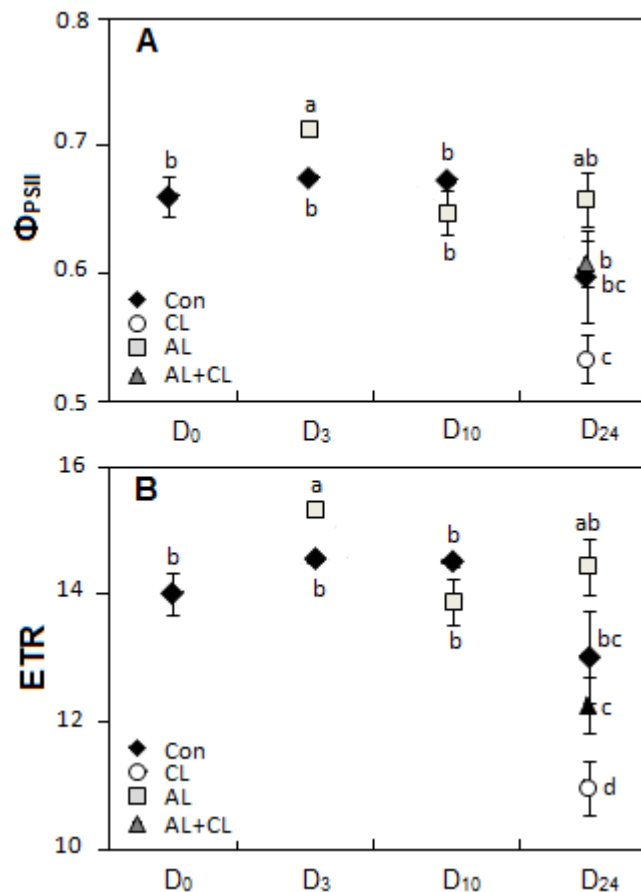 0.8
A
a
0.7
b
b
ab
b
b
ΦPSII
0.6
b
bc
Con
CL
c
AL
AL+CL
0.5
D0
D3
D10
D24
16
B
a
b
b
ab
14
b
b
bc
ETR
12
c
Con
CL
d
AL
AL+CL
10
D0
D3
D10
D24